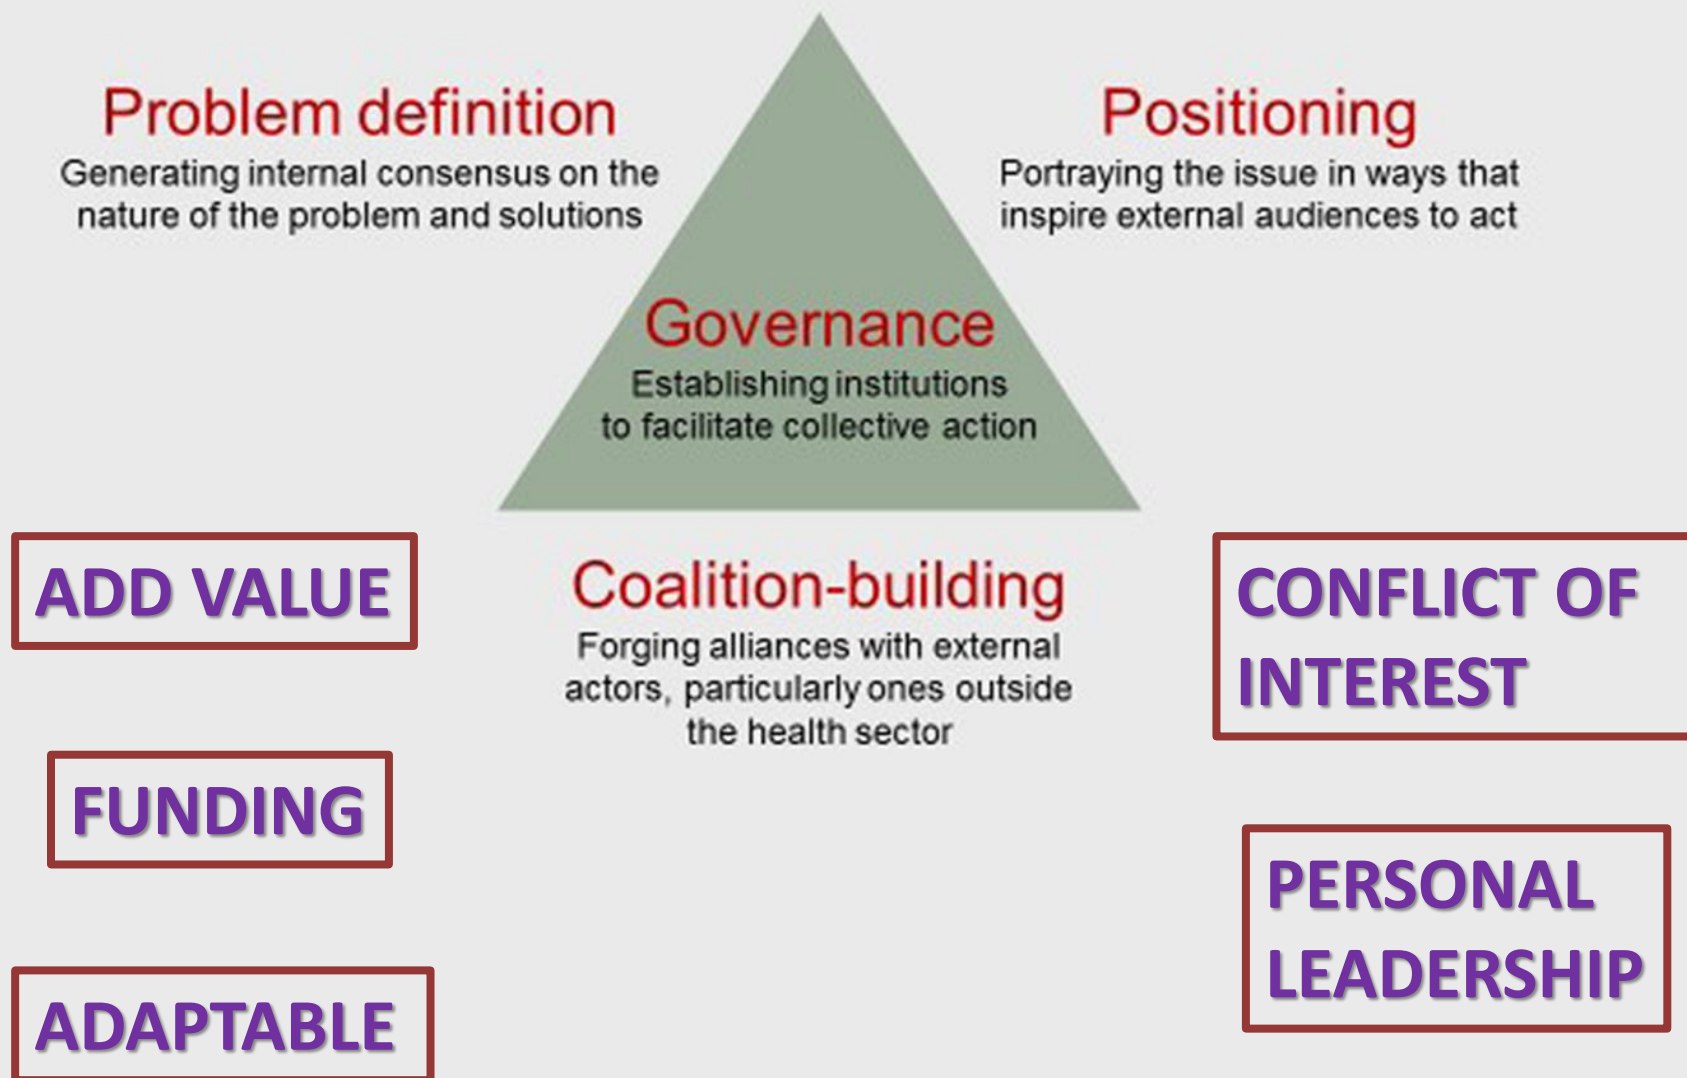 Problem definition
Generating internal consensus on the
nature of the problem and solutions
Positioning
Portraying the issue in ways that
inspire external audiences to act
Governance
Establishing institutions
to facilitate collective action
Coalition-building
Forging alliances with external
actors, particularly ones outside
the health sector
ADD VALUE
FUNDING
ADAPTABLE
CONFLICT OF
INTEREST
PERSONAL
LEADERSHIP